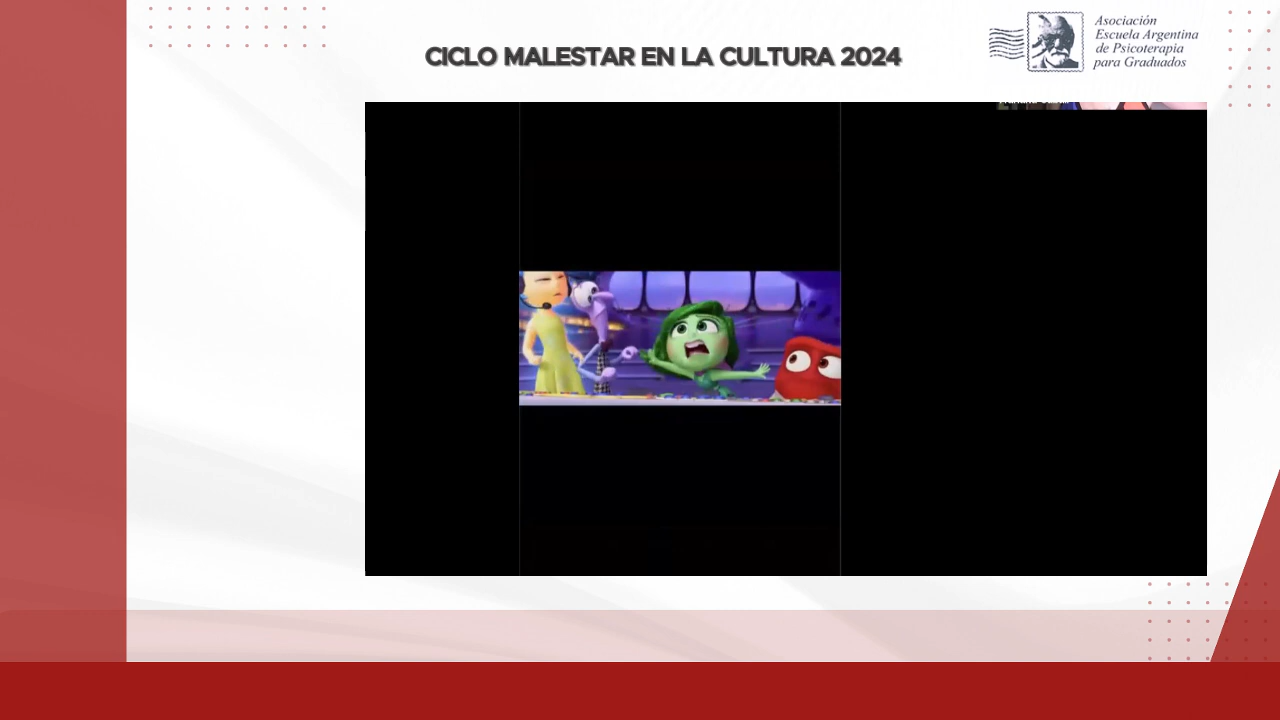 CICLO MALESTAR EN LA CULTURA 2024
Asociación
Escuela Argentina
de Psicoterapia
para Graduados